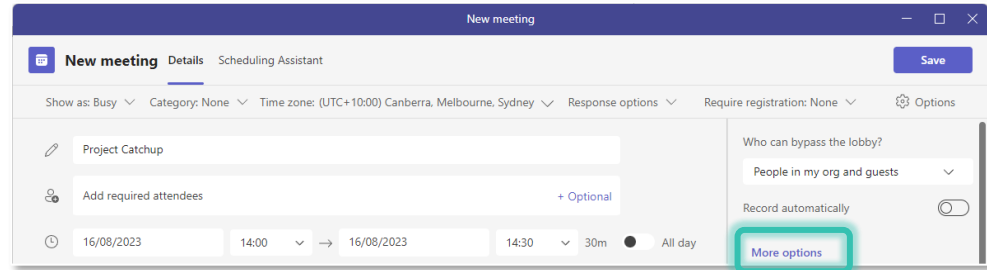 New meeting
New meeting Details Scheduling Assistant Save
Show as: Busy Category: None Time zone: (UTC+10:00) Canberra, Melbourne, Sydney Response options Require registration: None Options
Project Catchup
Who can bypass the lobby?
People in my org and guests
Add required attendees + Optional
Record automatically
16/08/2023 14:00 → 16/08/2023 14:30 30m All day
More options